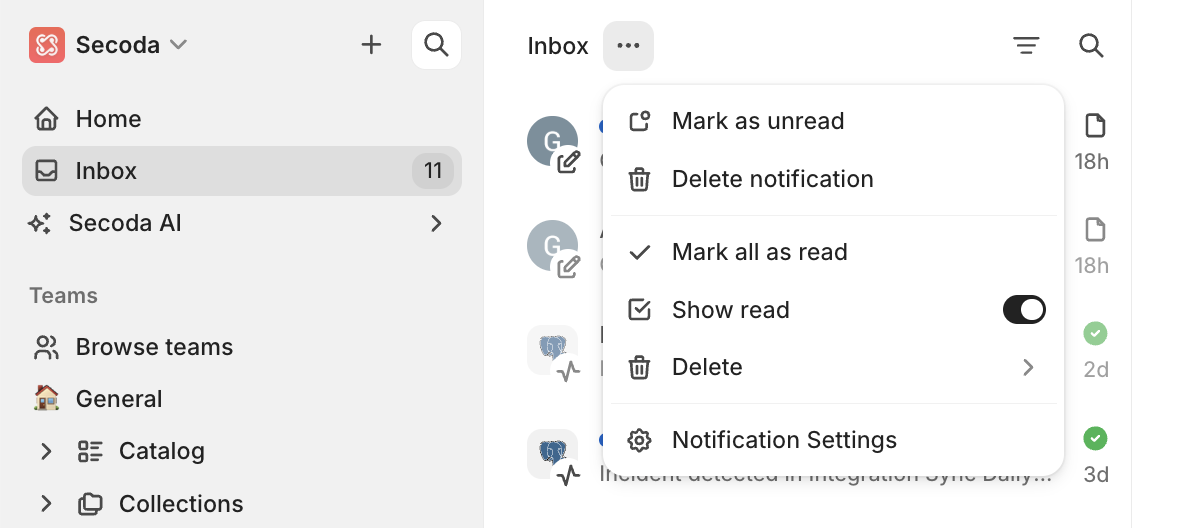 Secoda
Home
Inbox 11
Secoda AI
Teams
Browse teams
General
Catalog
Collections
Inbox
G
18h
G
18h
2d
Incident detected in Integration Sync Daily...
3d
Mark as unread
Delete notification
Mark all as read
Show read
Delete
Notification Settings